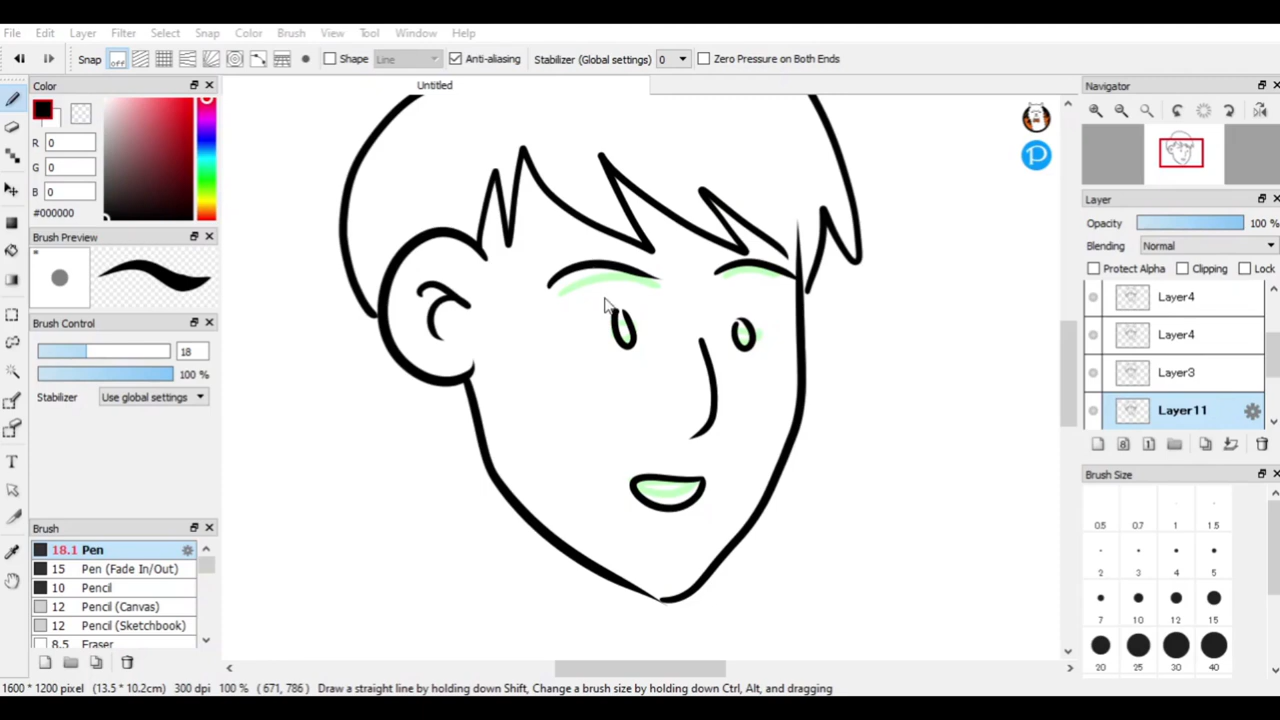 File Edit Layer Filter Select Snap Color Brush View Tool Window Help
Snap off Shape Line Anti-aliasing Stabilizer (Global settings) 0 Zero Pressure on Both Ends
Color
R 0
G 0
B 0
#000000
Brush Preview
Brush Control
18
100 %
Stabilizer Use global settings
Brush
18.1 Pen
15 Pen (Fade In/Out)
10 Pencil
12 Pencil (Canvas)
12 Pencil (Sketchbook)
8.5 Eraser
Untitled
Navigator
Layer
Opacity 100 %
Blending Normal
Protect Alpha Clipping Lock
Layer4
Layer4
Layer3
Layer11
Brush Size
0.5 0.7 1 1.5
2 3 4 5
7 10 12 15
20 25 30 40
1600 * 1200 pixel (13.5 * 10.2cm) 300 dpi 100 % ( 671, 786 ) Draw a straight line by holding down Shift, Change a brush size by holding down Ctrl, Alt, and dragging